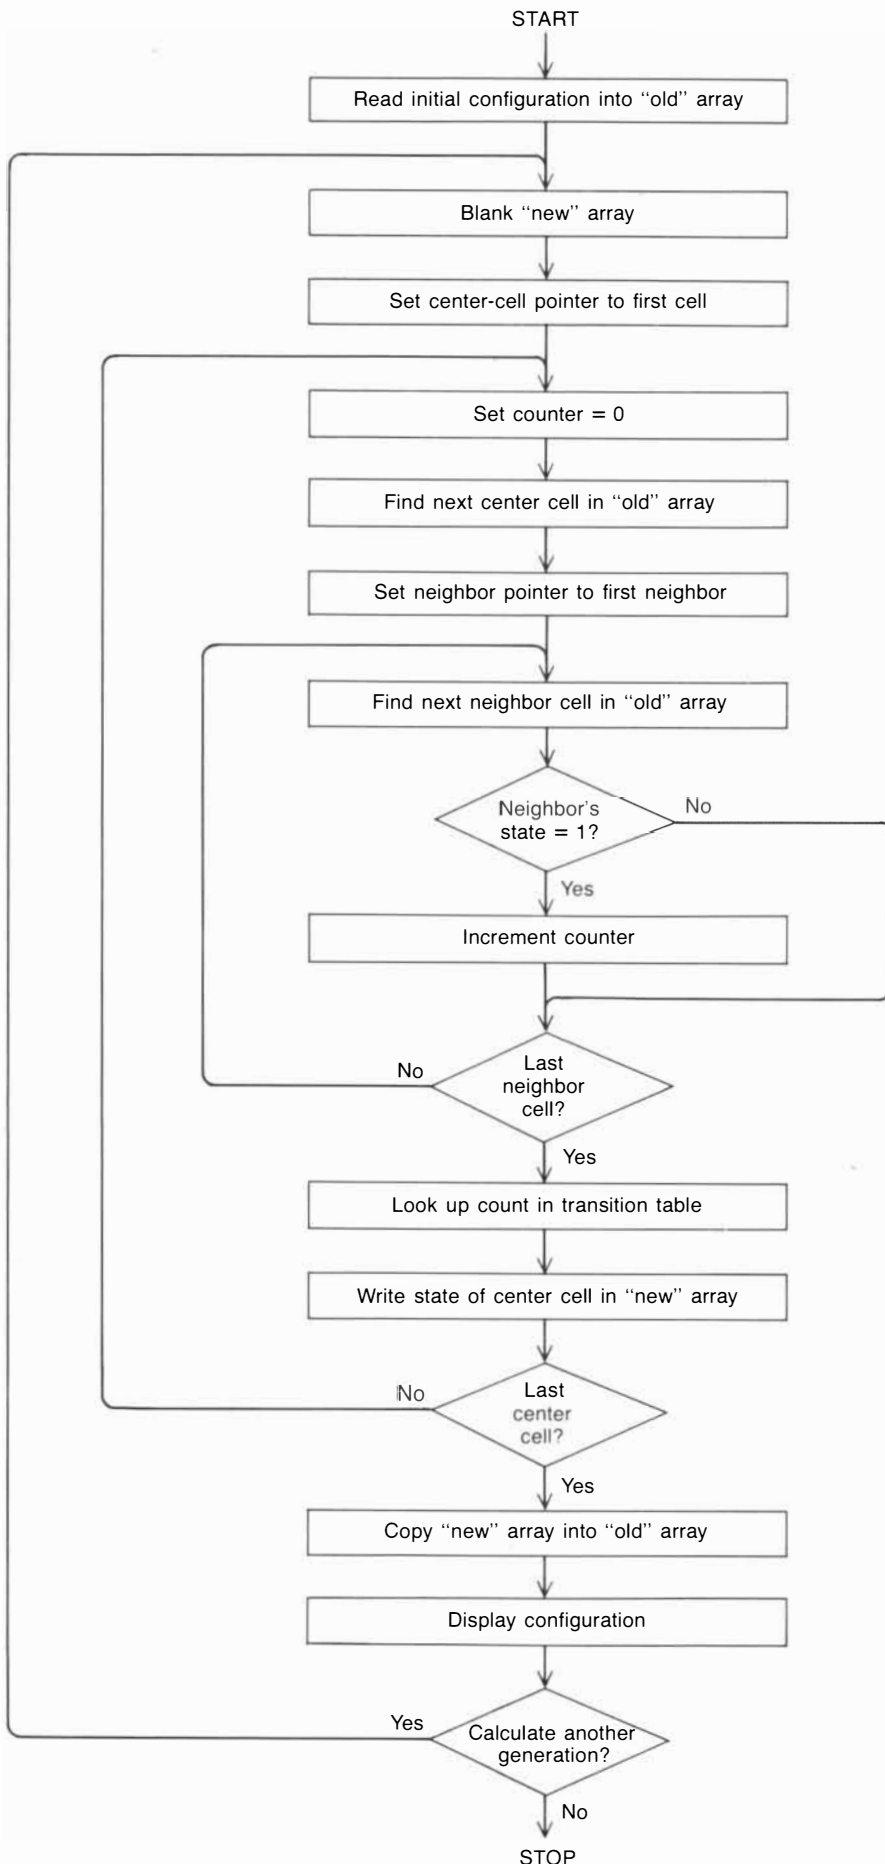 START
Read initial configuration into “old” array
Blank “new” array
Set center-cell pointer to first cell
Set counter = 0
Find next center cell in “old” array
Set neighbor pointer to first neighbor
Find next neighbor cell in “old” array
Neighbor's
state = 1?
No
Yes
Increment counter
No
Last
neighbor
cell?
Yes
Look up count in transition table
Write state of center cell in “new” array
No
Last
center
cell?
Yes
Copy “new” array into “old” array
Display configuration
Yes
Calculate another
generation?
No
STOP